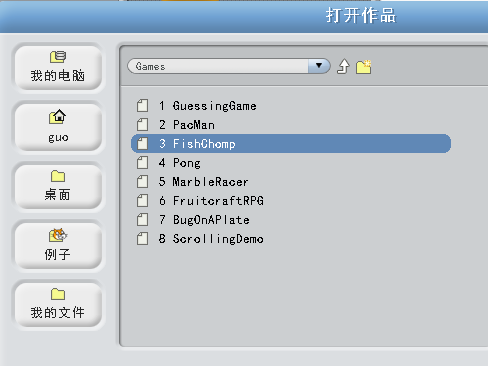 打开作品
我的电脑
guo
桌面
例子
我的文件
Games
1 GuessingGame
2 PacMan
3 FishChomp
4 Pong
5 MarbleRacer
6 FruitcraftRPG
7 BugOnAPlate
8 ScrollingDemo